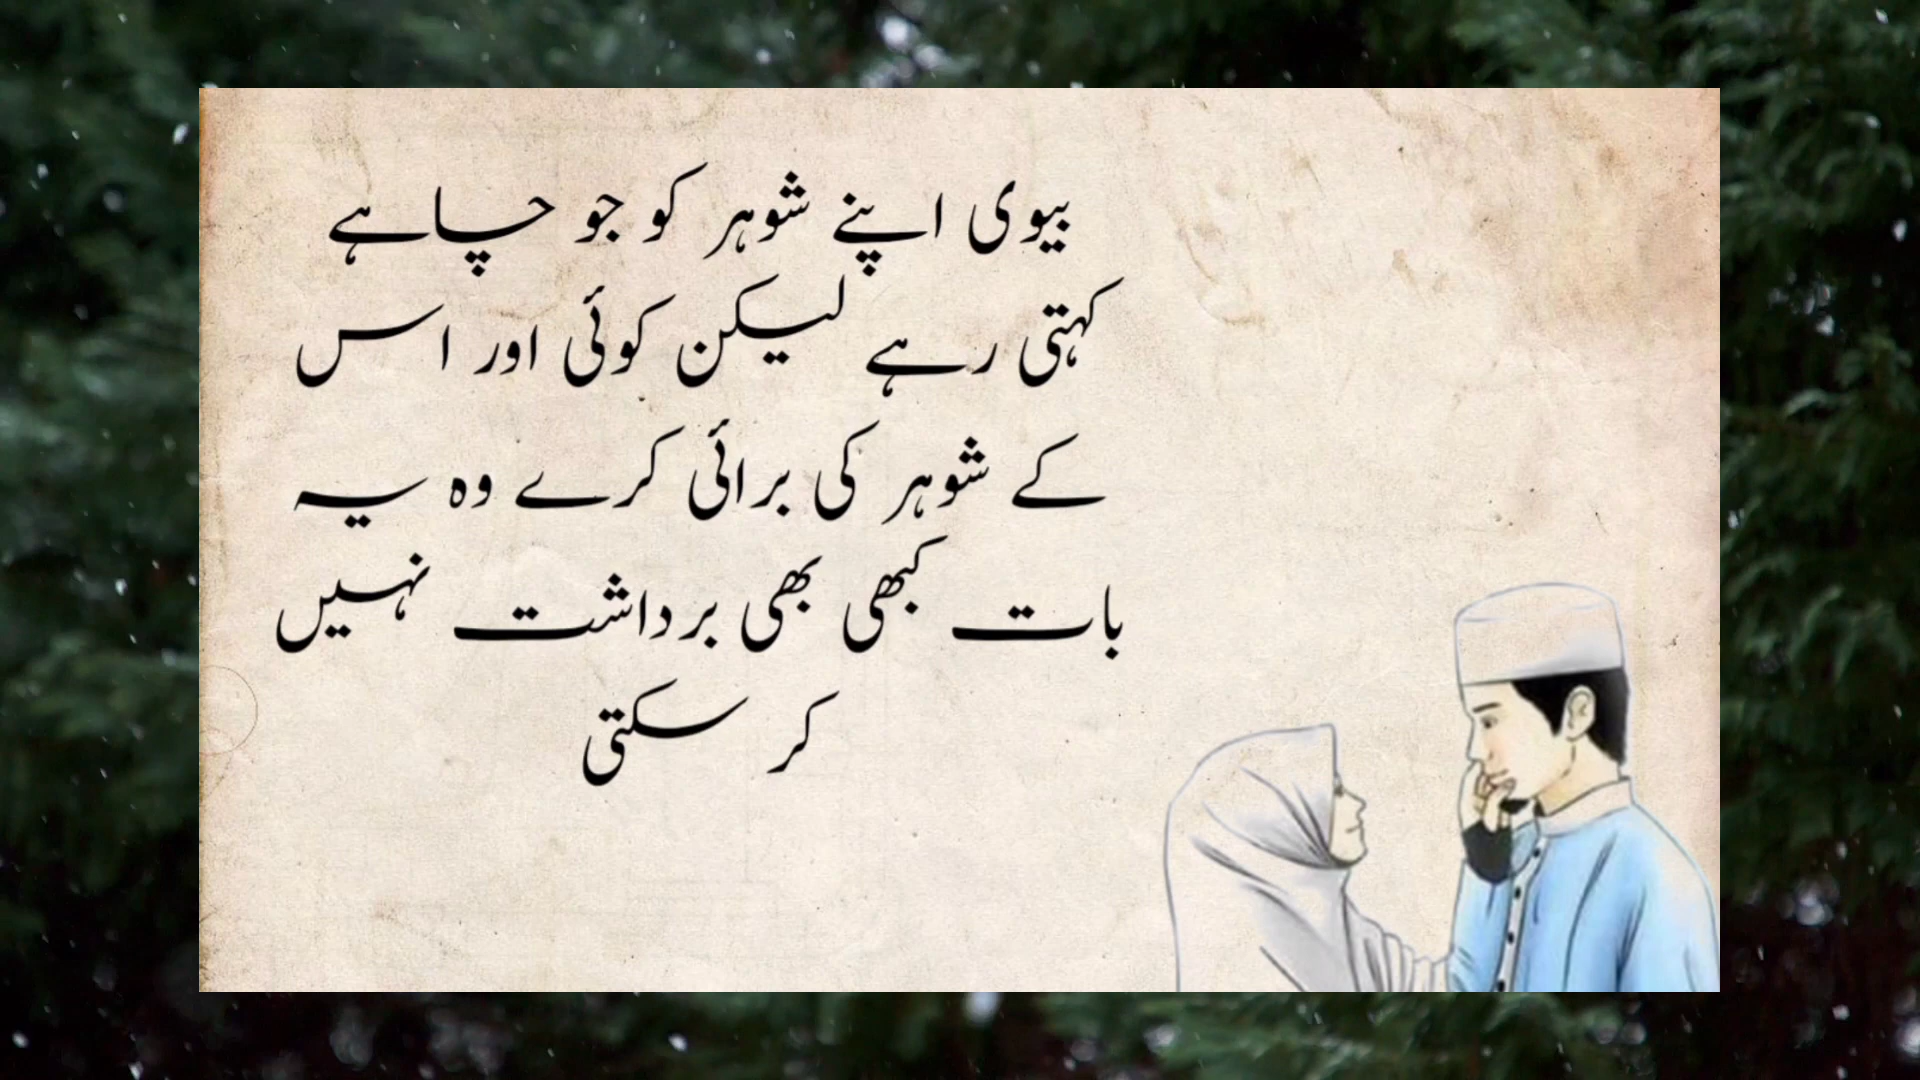 بیوی اپنے شوہر کو جو چاہے
کہتی رہے لیکن کوئی اور اس
کے شوہر کی برائی کرے وہ یہ
بات کبھی بھی برداشت نہیں
کر سکتی